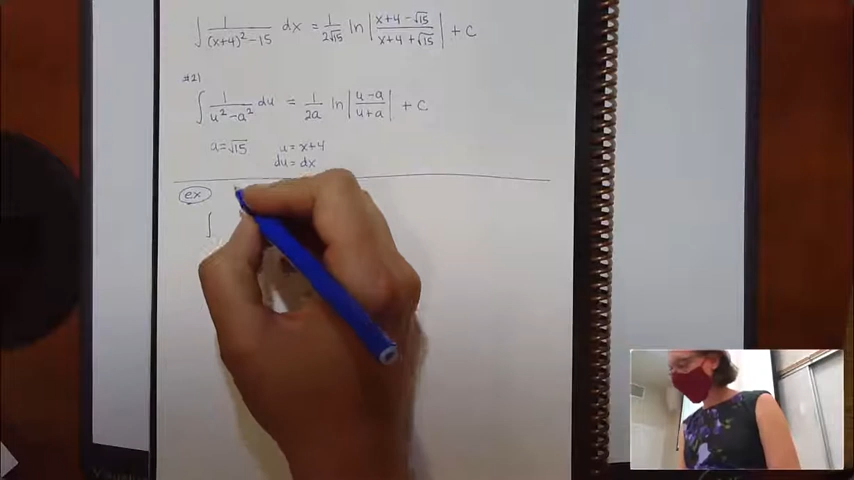 ∫ 1/((x+4)²-15) dx = 1/(2√15) ln |(x+4-√15)/(x+4+√15)| + C
#21
∫ 1/(u²-a²) du = 1/(2a) ln |(u-a)/(u+a)| + C
a=√15 u=x+4
du=dx
ex
∫